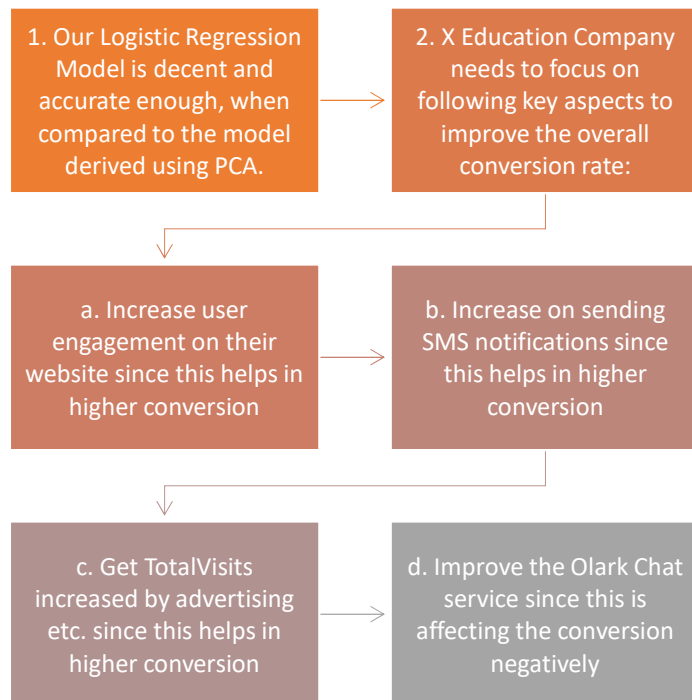 1. Our Logistic Regression
Model is decent and
accurate enough, when
compared to the model
derived using PCA.
2. X Education Company
needs to focus on
following key aspects to
improve the overall
conversion rate:
a. Increase user
engagement on their
website since this helps in
higher conversion
b. Increase on sending
SMS notifications since
this helps in higher
conversion
c. Get TotalVisits
increased by advertising
etc. since this helps in
higher conversion
d. Improve the Olark Chat
service since this is
affecting the conversion
negatively